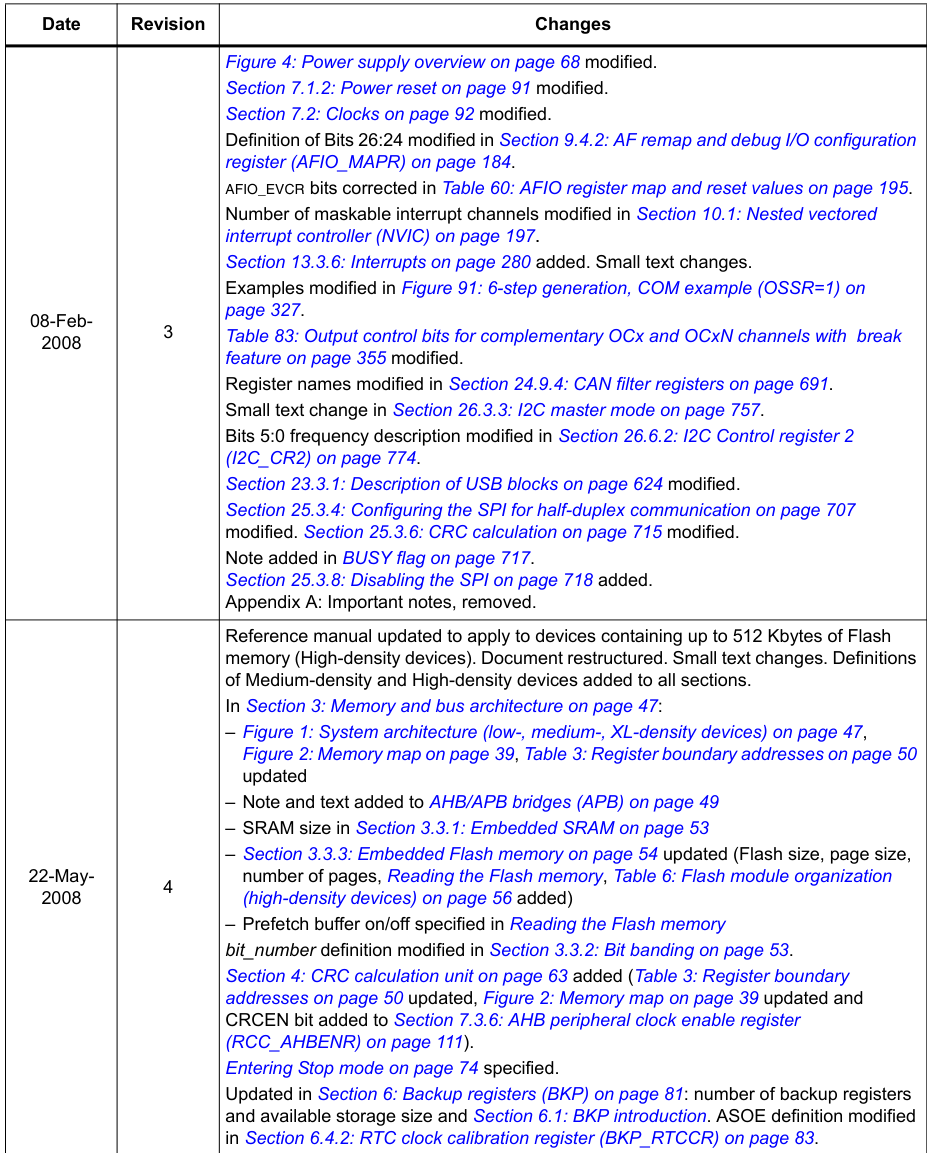 Date Revision Changes
Figure 4: Power supply overview on page 68 modified.
Section 7.1.2: Power reset on page 91 modified.
Section 7.2: Clocks on page 92 modified.
Definition of Bits 26:24 modified in Section 9.4.2: AF remap and debug I/O configuration
register (AFIO_MAPR) on page 184.
AFIO_EVCR bits corrected in Table 60: AFIO register map and reset values on page 195.
Number of maskable interrupt channels modified in Section 10.1: Nested vectored
interrupt controller (NVIC) on page 197.
Section 13.3.6: Interrupts on page 280 added. Small text changes.
Examples modified in Figure 91: 6-step generation, COM example (OSSR=1) on
page 327.
08-Feb-
2008
3
Table 83: Output control bits for complementary OCx and OCxN channels with break
feature on page 355 modified.
Register names modified in Section 24.9.4: CAN filter registers on page 691.
Small text change in Section 26.3.3: I2C master mode on page 757.
Bits 5:0 frequency description modified in Section 26.6.2: I2C Control register 2
(I2C_CR2) on page 774.
Section 23.3.1: Description of USB blocks on page 624 modified.
Section 25.3.4: Configuring the SPI for half-duplex communication on page 707
modified. Section 25.3.6: CRC calculation on page 715 modified.
Note added in BUSY flag on page 717.
Section 25.3.8: Disabling the SPI on page 718 added.
Appendix A: Important notes, removed.
Reference manual updated to apply to devices containing up to 512 Kbytes of Flash
memory (High-density devices). Document restructured. Small text changes. Definitions
of Medium-density and High-density devices added to all sections.
In Section 3: Memory and bus architecture on page 47:
– Figure 1: System architecture (low-, medium-, XL-density devices) on page 47,
Figure 2: Memory map on page 39, Table 3: Register boundary addresses on page 50
updated
– Note and text added to AHB/APB bridges (APB) on page 49
– SRAM size in Section 3.3.1: Embedded SRAM on page 53
– Section 3.3.3: Embedded Flash memory on page 54 updated (Flash size, page size,
number of pages, Reading the Flash memory, Table 6: Flash module organization
(high-density devices) on page 56 added)
22-May-
2008
4
– Prefetch buffer on/off specified in Reading the Flash memory
bit_number definition modified in Section 3.3.2: Bit banding on page 53.
Section 4: CRC calculation unit on page 63 added (Table 3: Register boundary
addresses on page 50 updated, Figure 2: Memory map on page 39 updated and
CRCEN bit added to Section 7.3.6: AHB peripheral clock enable register
(RCC_AHBENR) on page 111).
Entering Stop mode on page 74 specified.
Updated in Section 6: Backup registers (BKP) on page 81: number of backup registers
and available storage size and Section 6.1: BKP introduction. ASOE definition modified
in Section 6.4.2: RTC clock calibration register (BKP_RTCCR) on page 83.